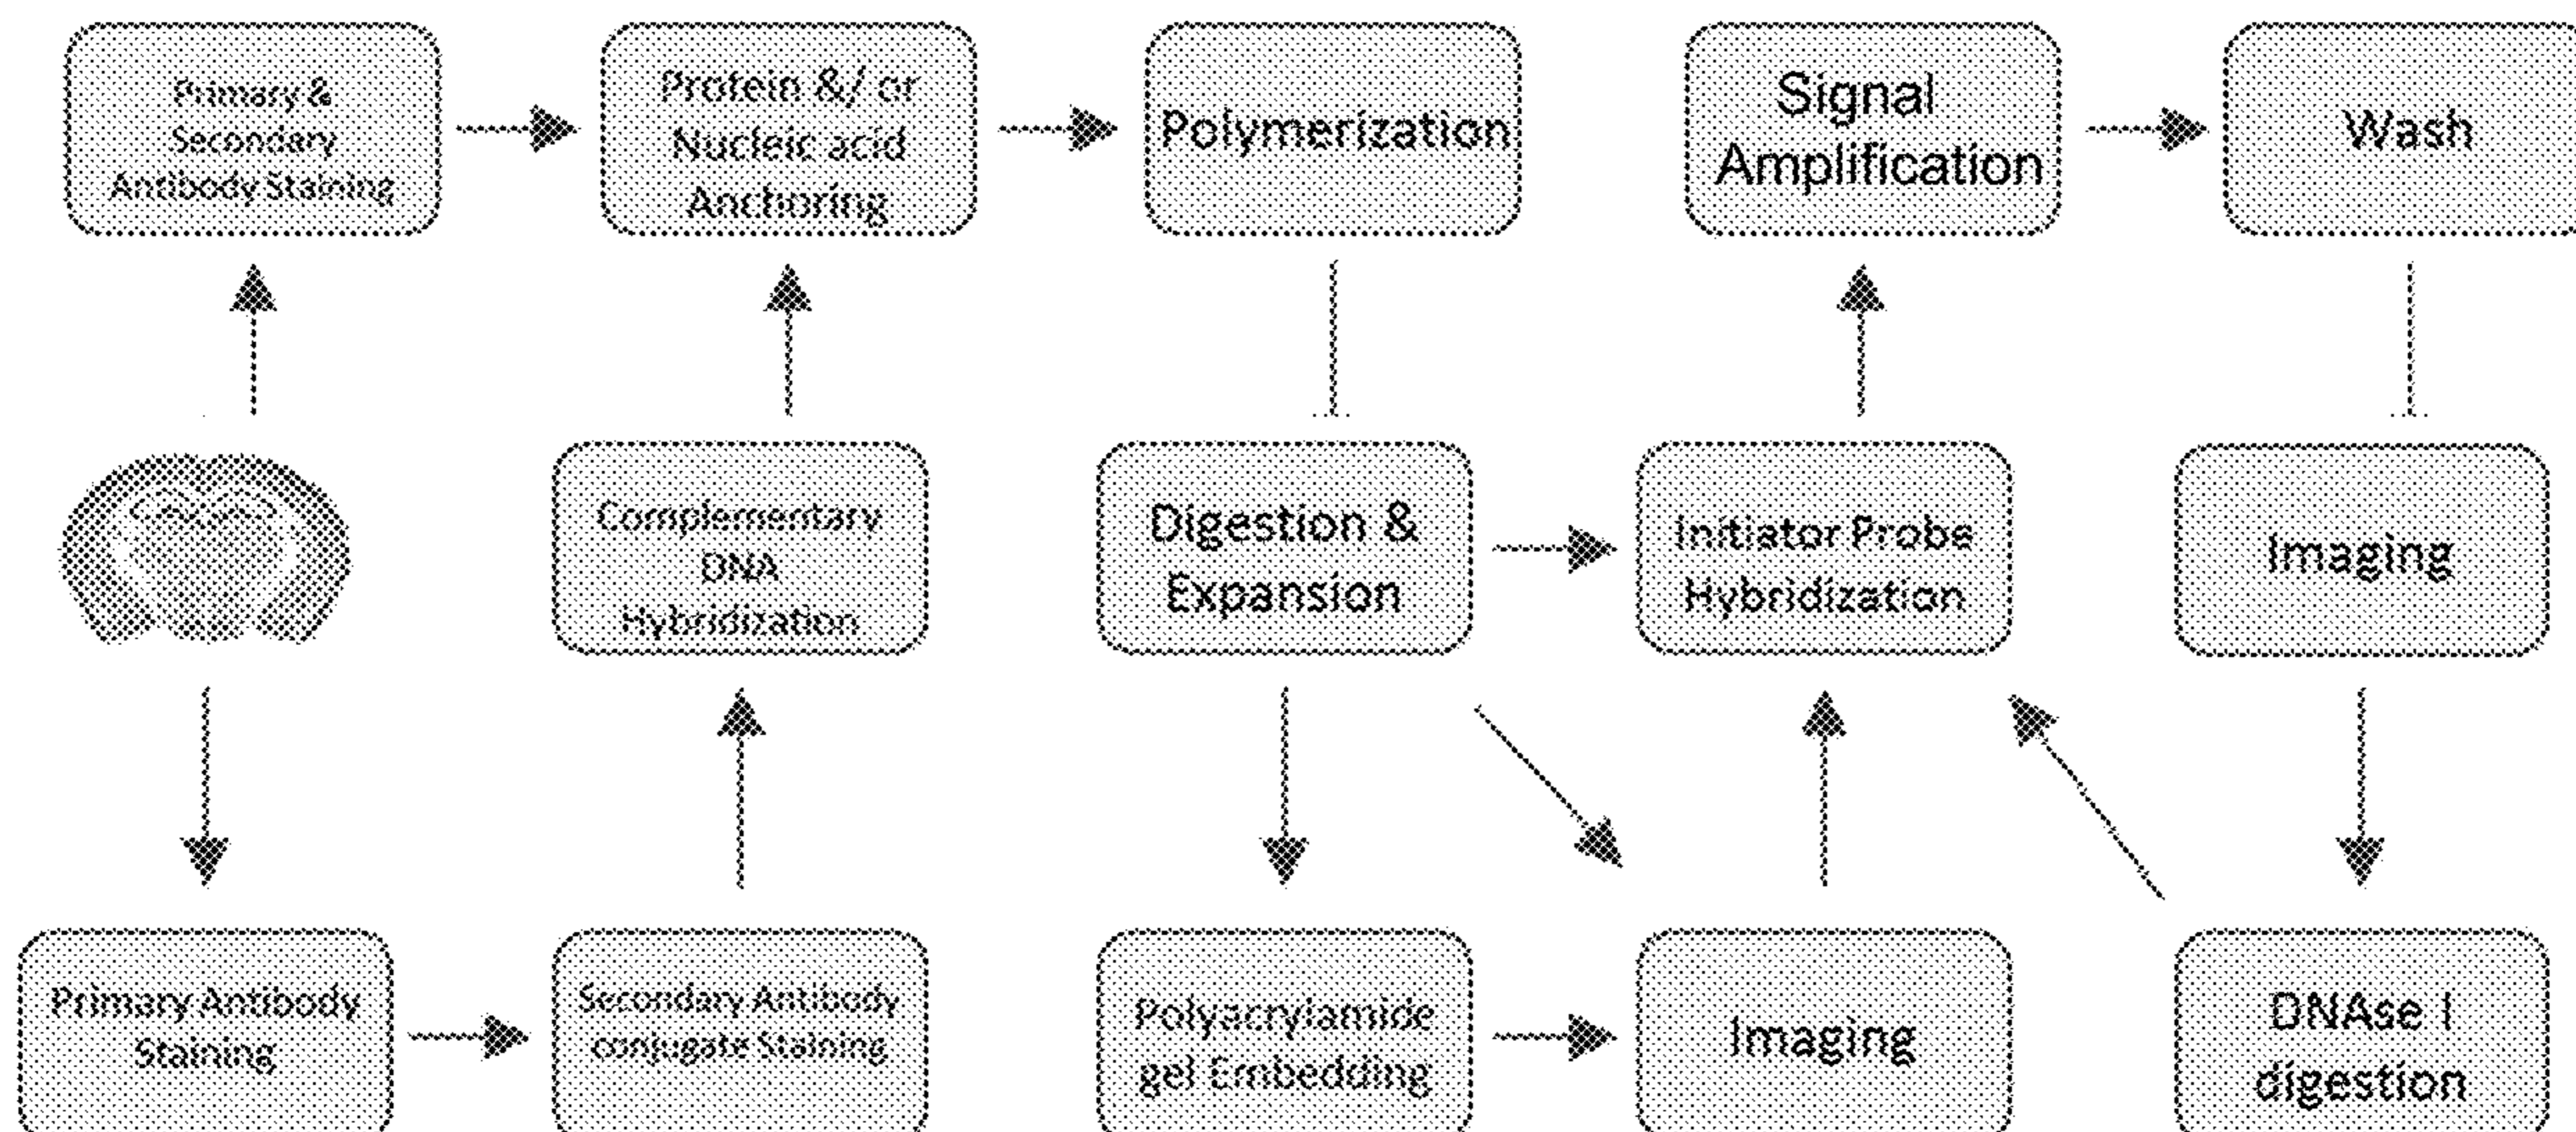 Primary &
Secondary
Antibody Staining
Protein &/ or
Nucleic acid
Anchoring
Polymerization
Signal
Amplification
Wash
Complementary
DNA
Hybridization
Digestion &
Expansion
Initiator Probe
Hybridization
Imaging
Primary Antibody
Staining
Secondary Antibody
conjugate Staining
Polyacrylamide
gel Embedding
Imaging
DNAse I
digestion